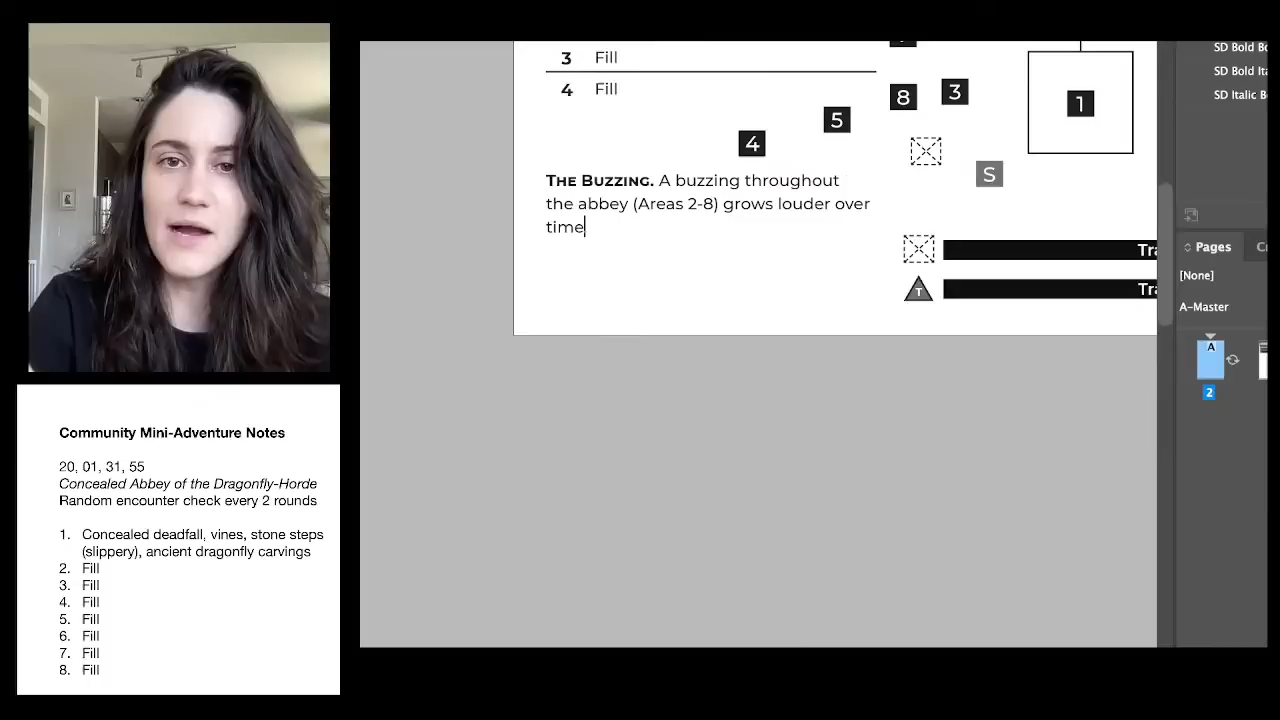 3 Fill
4 Fill
8
3
1
5
4
S
THE BUZZING. A buzzing throughout
the abbey (Areas 2-8) grows louder over
time
Tra
T
Tra
SD Bold Bo
SD Bold Ita
SD Italic Bo
Pages
[None]
A-Master
A
2
Community Mini-Adventure Notes
20, 01, 31, 55
Concealed Abbey of the Dragonfly-Horde
Random encounter check every 2 rounds
1. Concealed deadfall, vines, stone steps
(slippery), ancient dragonfly carvings
2. Fill
3. Fill
4. Fill
5. Fill
6. Fill
7. Fill
8. Fill